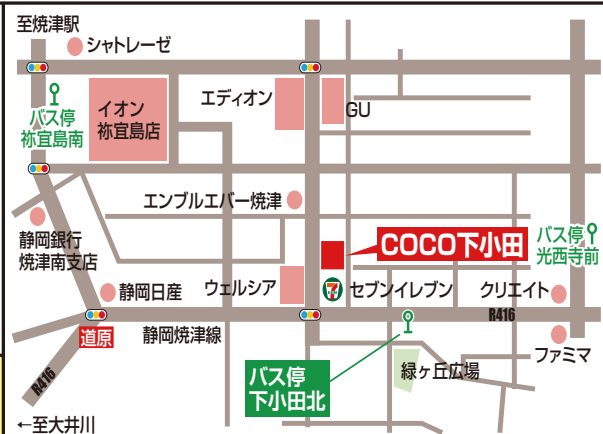 至焼津駅
シャトレーゼ
バス停
祢宜島南
イオン
祢宜島店
エディオン
GU
エンブルエバー焼津
静岡銀行
焼津南支店
COCO下小田
バス停
光西寺前
静岡日産
ウェルシア
セブンイレブン
クリエイト
R416
道原
静岡焼津線
ファミマ
バス停
下小田北
緑ヶ丘広場
R416
←至大井川